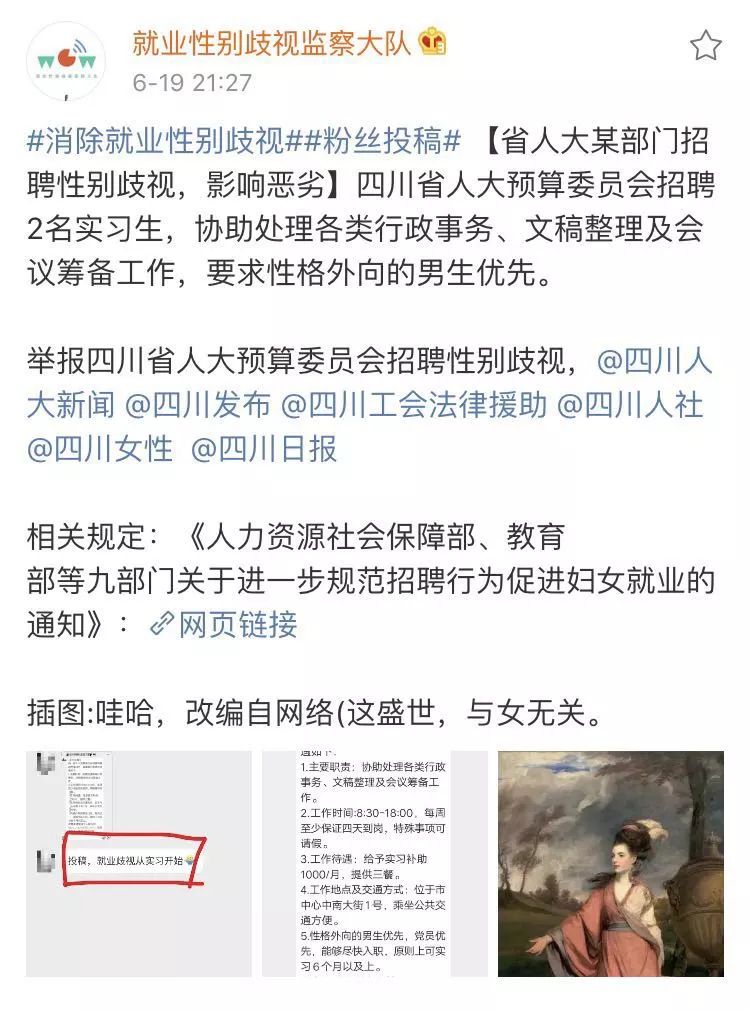 就业性别歧视监察大队
6-19 21:27
#消除就业性别歧视##粉丝投稿# 【省人大某部门招
聘性别歧视，影响恶劣】四川省人大预算委员会招聘
2名实习生，协助处理各类行政事务、文稿整理及会
议筹备工作，要求性格外向的男生优先。
举报四川省人大预算委员会招聘性别歧视，@四川人
大新闻 @四川发布 @四川工会法律援助 @四川人社
@四川女性 @四川日报
相关规定：《人力资源社会保障部、教育
部等九部门关于进一步规范招聘行为促进妇女就业的
通知》：网页链接
插图:哇哈，改编自网络(这盛世，与女无关。
投稿，就业歧视从实习开始
通知如下：
1.主要职责：协助处理各类行政
事务、文稿整理及会议筹备工
作。
2.工作时间:8:30-18:00，每周
至少保证四天到岗，特殊事项可
请假。
3.工作待遇：给予实习补助
1000/月，提供三餐。
4.工作地点及交通方式：位于市
中心中南大街1号，乘坐公共交
通方便。
5.性格外向的男生优先，党员优
先，能够尽快入职，原则上可实
习6个月以及上。